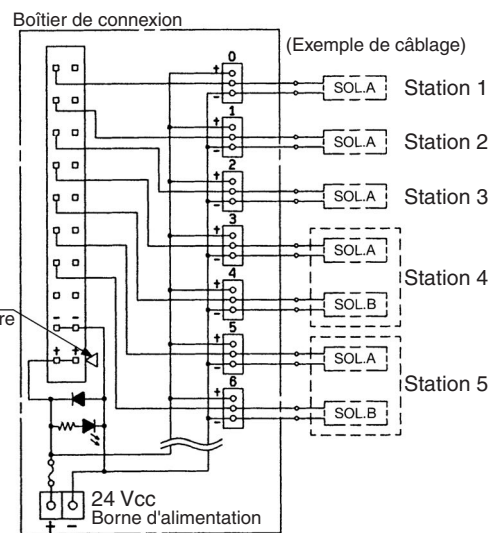 Boîtier de connexion
(Exemple de câblage)
0
+
-
SOL.A Station 1
1
+
-
SOL.A Station 2
2
+
-
SOL.A Station 3
3
+
-
SOL.A
Station 4
4
+
-
SOL.B
5
+
-
SOL.A
Station 5
6
+
-
SOL.B
- -
re
+ +
24 Vcc
Borne d'alimentation
+ -